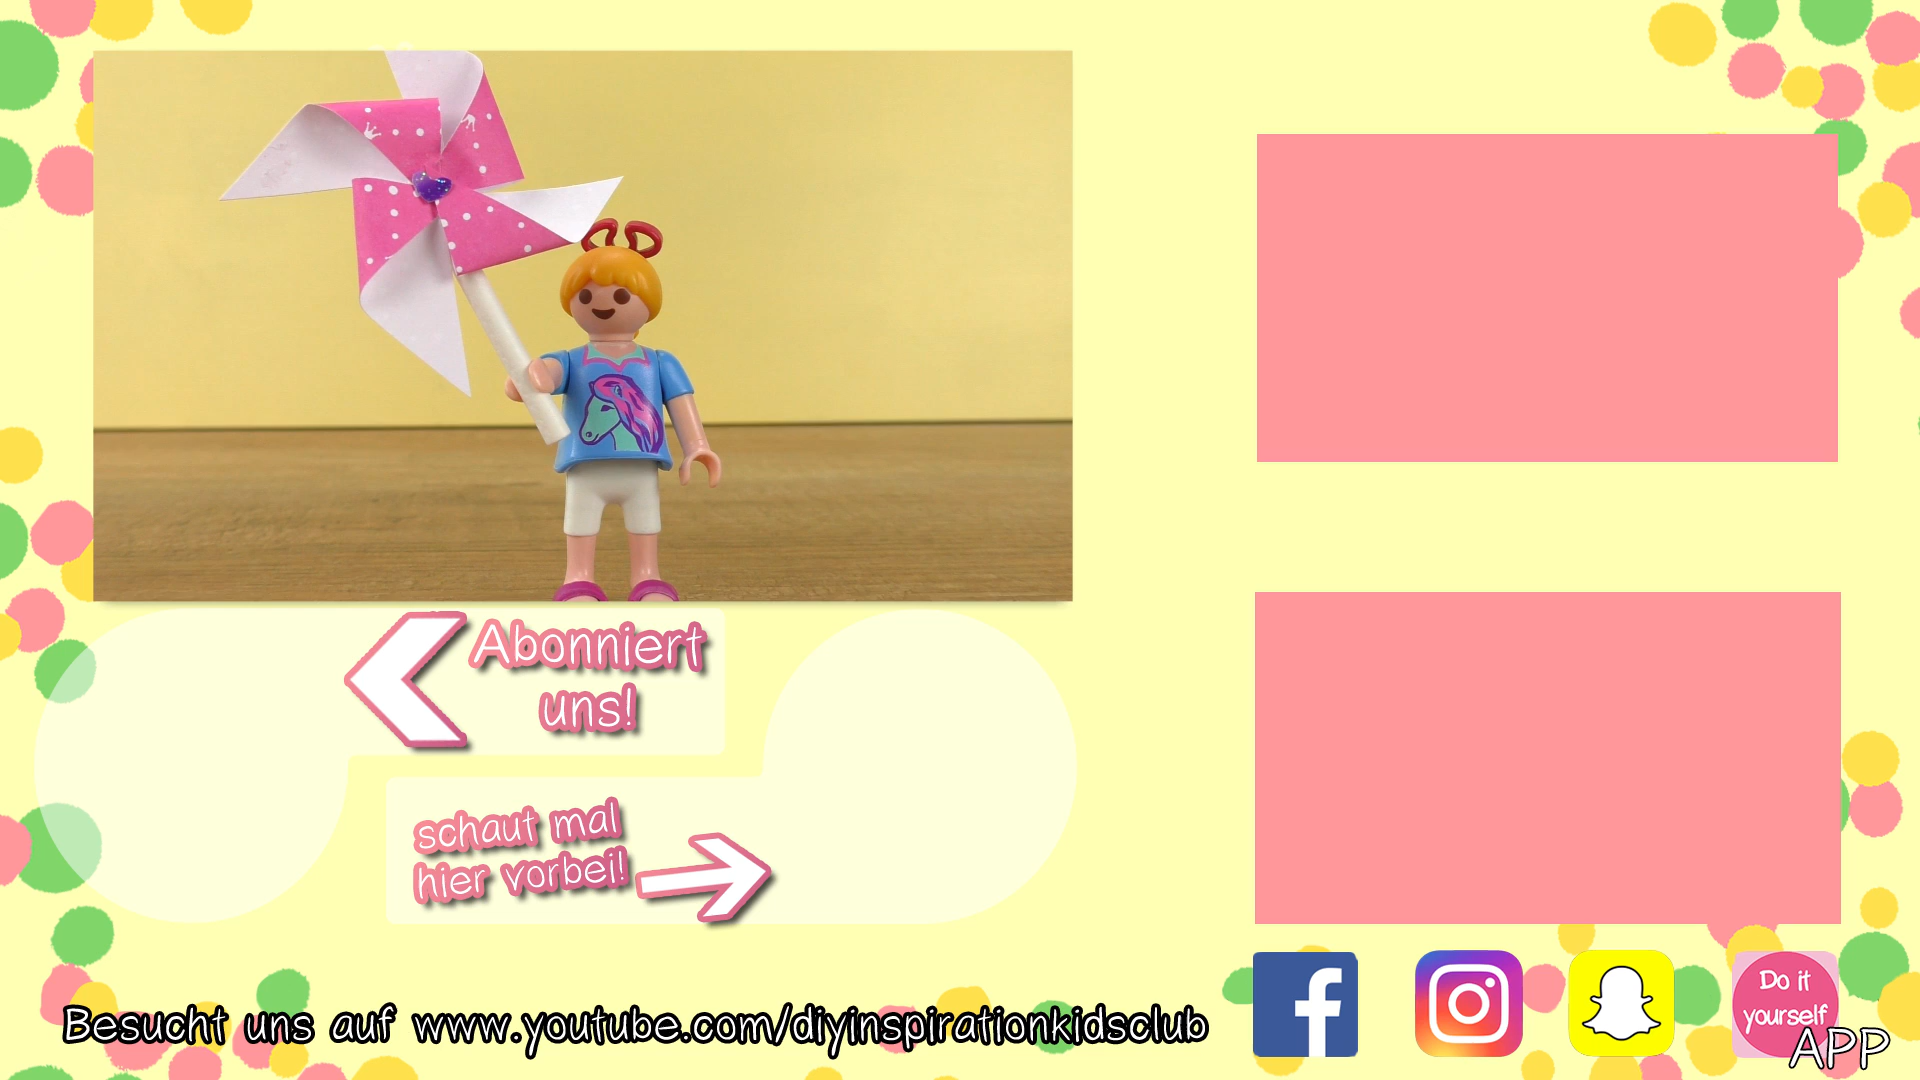 Abonniert
uns!
schaut mal
hier vorbei!
Besucht uns auf www.youtube.com/diyinspirationkidsclub
Do it
yourself
APP